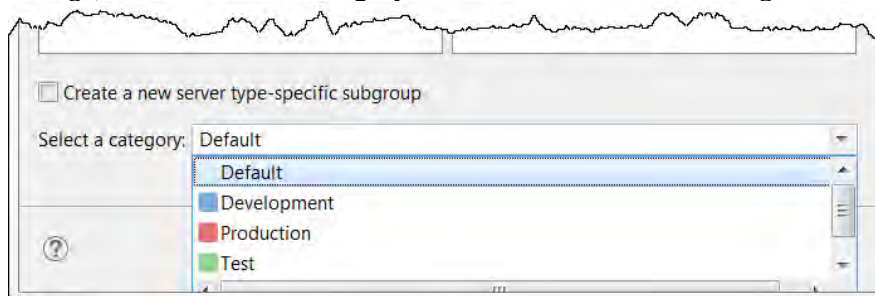 Create a new server type-specific subgroup
Select a category: Default
Default
Development
Production
Test